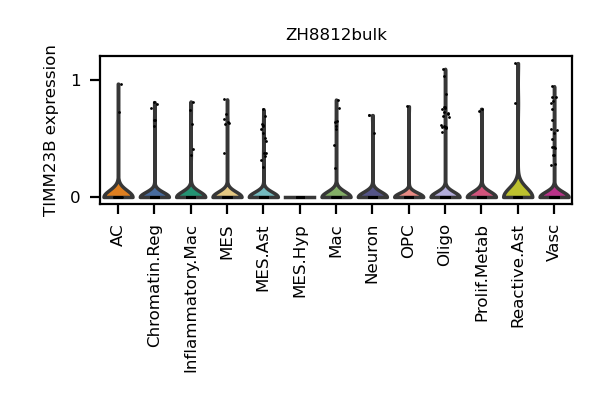 ZH8812bulk
TIMM23B expression
1
0
AC
Chromatin.Reg
Inflammatory.Mac
MES
MES.Ast
MES.Hyp
Mac
Neuron
OPC
Oligo
Prolif.Metab
Reactive.Ast
Vasc